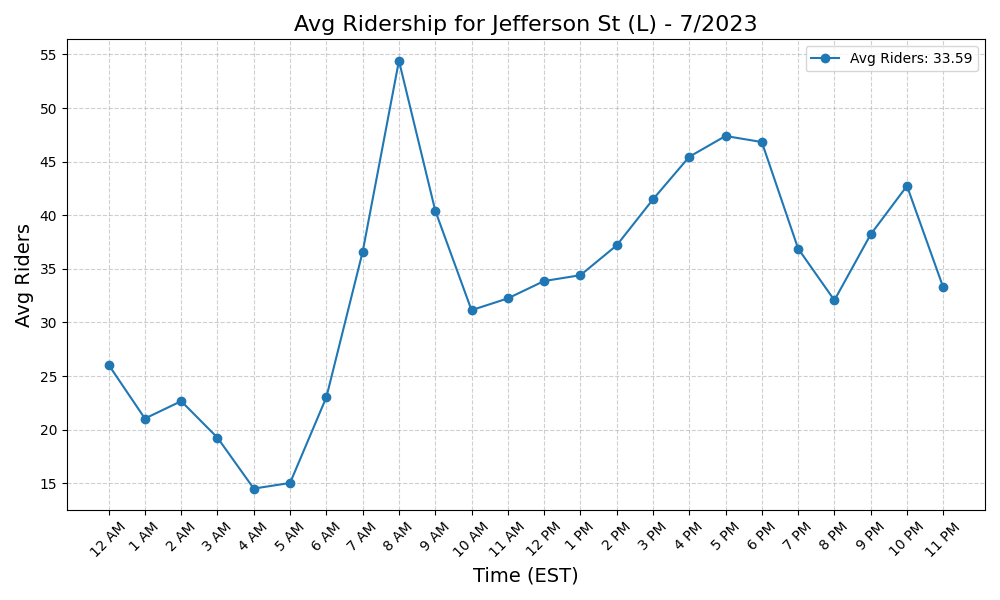 Avg Ridership for Jefferson St (L) - 7/2023
Avg Riders: 33.59
Avg Riders
55
50
45
40
35
30
25
20
15
12 AM
1 AM
2 AM
3 AM
4 AM
5 AM
6 AM
7 AM
8 AM
9 AM
10 AM
11 AM
12 PM
1 PM
2 PM
3 PM
4 PM
5 PM
6 PM
7 PM
8 PM
9 PM
10 PM
11 PM
Time (EST)